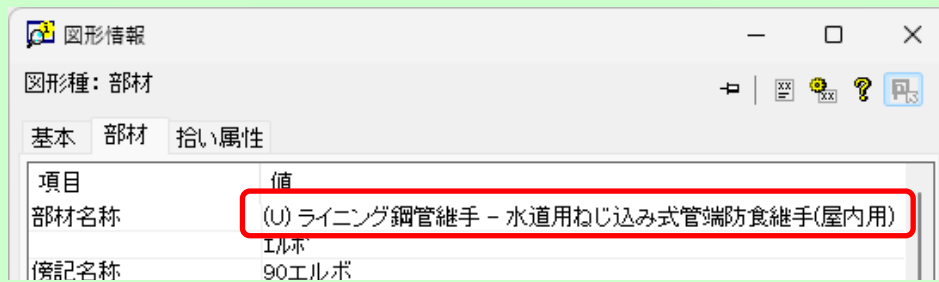 図形情報
図形種: 部材
基本 部材 拾い属性
項目 値
部材名称 (U) ライニング鋼管継手 - 水道用ねじ込み式管端防食継手(屋内用)
エルボ
傍記名称 90エルボ